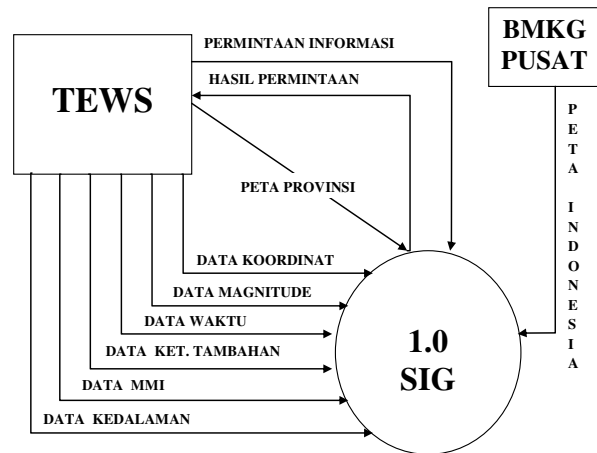 PERMINTAAN INFORMASI
HASIL PERMINTAAN
TEWS
BMKG
PUSAT
PETA INDONESIA
PETA PROVINSI
DATA KOORDINAT
DATA MAGNITUDE
DATA WAKTU
DATA KET. TAMBAHAN
DATA MMI
DATA KEDALAMAN
1.0
SIG